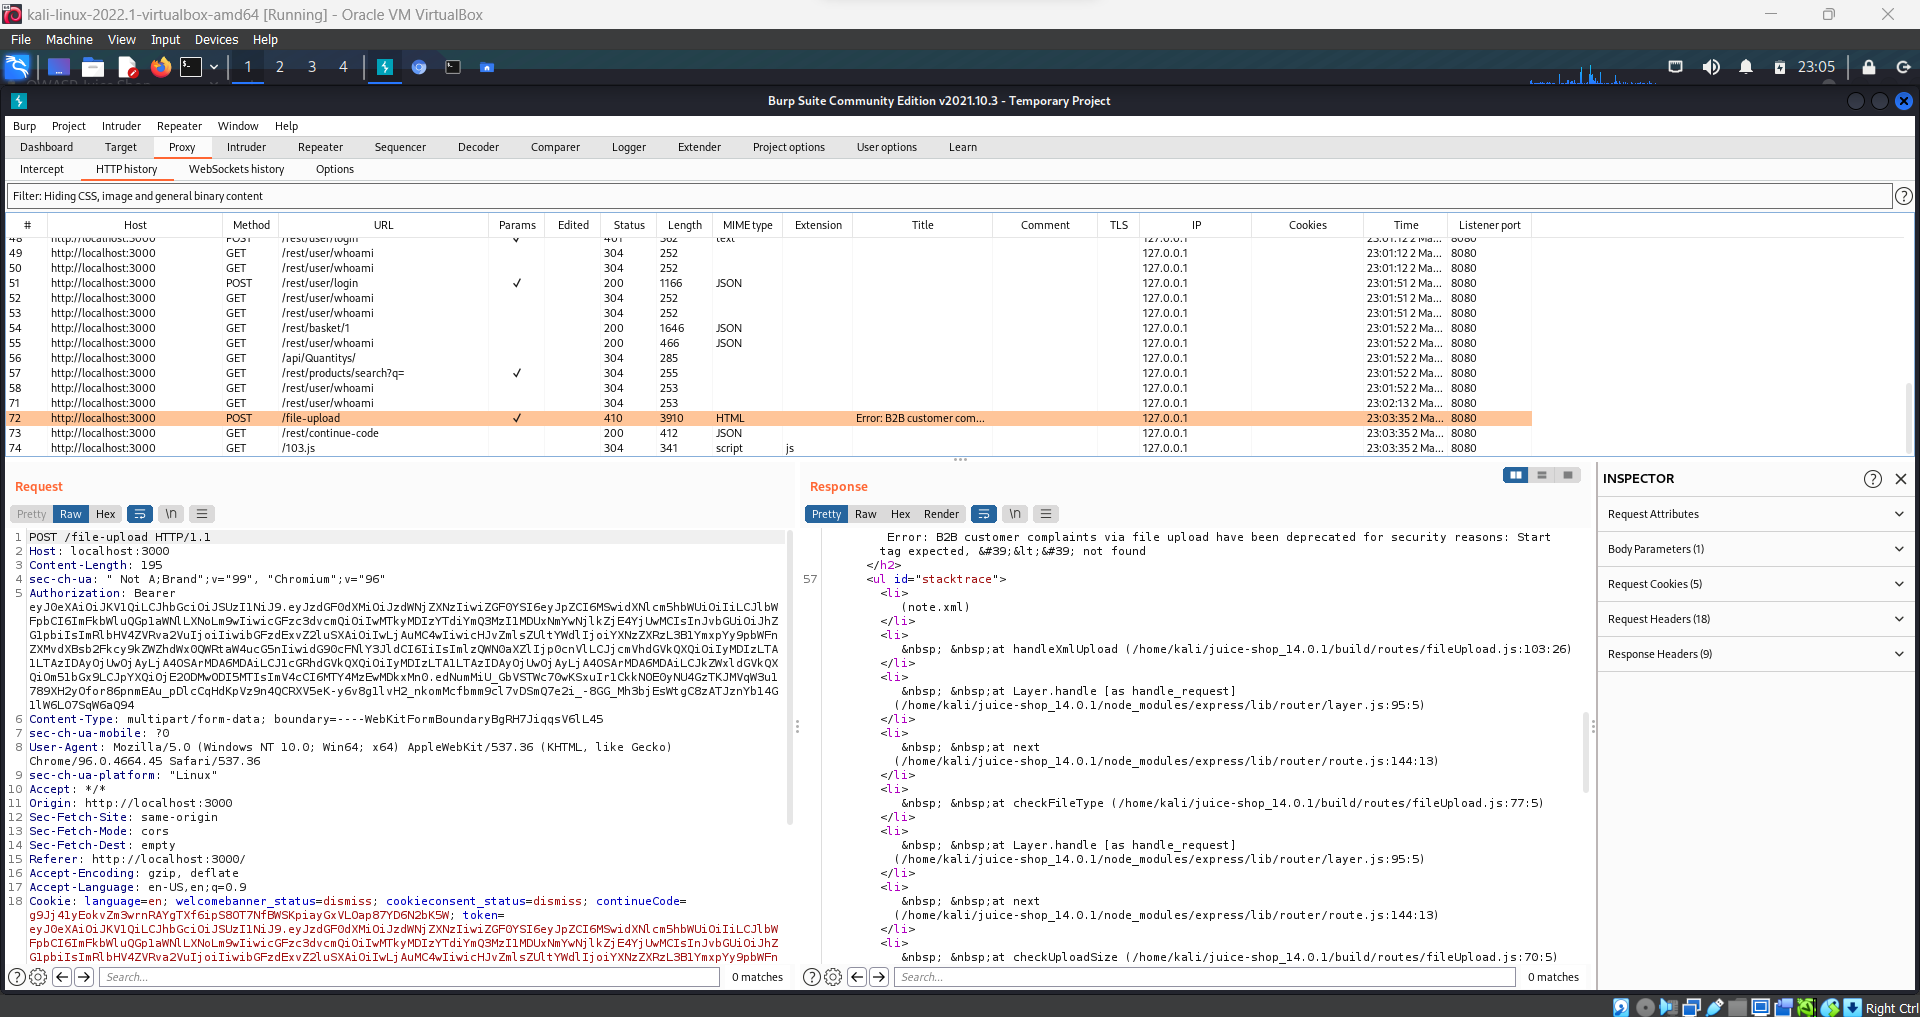 kali-linux-2022.1-virtualbox-amd64 [Running] - Oracle VM VirtualBox
File Machine View Input Devices Help
1 2 3 4 23:05
Burp Suite Community Edition v2021.10.3 - Temporary Project
Burp Project Intruder Repeater Window Help
Dashboard Target Proxy Intruder Repeater Sequencer Decoder Comparer Logger Extender Project options User options Learn
Intercept HTTP history WebSockets history Options
Filter: Hiding CSS, image and general binary content
# Host Method URL Params Edited Status Length MIME type Extension Title Comment TLS IP Cookies Time Listener port
48 http://localhost:3000 POST /rest/user/login ✓ 401 362 text 127.0.0.1 23:01:12 2 Ma... 8080
49 http://localhost:3000 GET /rest/user/whoami 304 252 127.0.0.1 23:01:12 2 Ma... 8080
50 http://localhost:3000 GET /rest/user/whoami 304 252 127.0.0.1 23:01:12 2 Ma... 8080
51 http://localhost:3000 POST /rest/user/login ✓ 200 1166 JSON 127.0.0.1 23:01:51 2 Ma... 8080
52 http://localhost:3000 GET /rest/user/whoami 304 252 127.0.0.1 23:01:51 2 Ma... 8080
53 http://localhost:3000 GET /rest/user/whoami 304 252 127.0.0.1 23:01:51 2 Ma... 8080
54 http://localhost:3000 GET /rest/basket/1 200 1646 JSON 127.0.0.1 23:01:52 2 Ma... 8080
55 http://localhost:3000 GET /rest/user/whoami 200 466 JSON 127.0.0.1 23:01:52 2 Ma... 8080
56 http://localhost:3000 GET /api/Quantitys/ 304 285 127.0.0.1 23:01:52 2 Ma... 8080
57 http://localhost:3000 GET /rest/products/search?q= ✓ 304 255 127.0.0.1 23:01:52 2 Ma... 8080
58 http://localhost:3000 GET /rest/user/whoami 304 253 127.0.0.1 23:01:52 2 Ma... 8080
71 http://localhost:3000 GET /rest/user/whoami 304 253 127.0.0.1 23:02:13 2 Ma... 8080
72 http://localhost:3000 POST /file-upload ✓ 410 3910 HTML Error: B2B customer com... 127.0.0.1 23:03:35 2 Ma... 8080
73 http://localhost:3000 GET /rest/continue-code 200 412 JSON 127.0.0.1 23:03:35 2 Ma... 8080
74 http://localhost:3000 GET /103.js 304 341 script js 127.0.0.1 23:03:35 2 Ma... 8080
Request
Pretty Raw Hex \n
1 POST /file-upload HTTP/1.1
2 Host: localhost:3000
3 Content-Length: 195
4 sec-ch-ua: " Not A;Brand";v="99", "Chromium";v="96"
5 Authorization: Bearer
6 Content-Type: multipart/form-data; boundary=----WebKitFormBoundaryBgRH7JiqqsV6lL45
7 sec-ch-ua-mobile: ?0
8 User-Agent: Mozilla/5.0 (Windows NT 10.0; Win64; x64) AppleWebKit/537.36 (KHTML, like Gecko)
Chrome/96.0.4664.45 Safari/537.36
9 sec-ch-ua-platform: "Linux"
10 Accept: */*
11 Origin: http://localhost:3000
12 Sec-Fetch-Site: same-origin
13 Sec-Fetch-Mode: cors
14 Sec-Fetch-Dest: empty
15 Referer: http://localhost:3000/
16 Accept-Encoding: gzip, deflate
17 Accept-Language: en-US,en;q=0.9
18 Cookie: language=en; welcomebanner_status=dismiss; cookieconsent_status=dismiss; continueCode=
token=
Search... 0 matches
Response
Pretty Raw Hex Render \n
Error: B2B customer complaints via file upload have been deprecated for security reasons: Start
tag expected, &#39;&lt;&#39; not found
</h2>
57 <ul id="stacktrace">
<li>
(note.xml)
</li>
<li>
&nbsp; &nbsp;at handleXmlUpload (/home/kali/juice-shop_14.0.1/build/routes/fileUpload.js:103:26)
</li>
<li>
&nbsp; &nbsp;at Layer.handle [as handle_request]
(/home/kali/juice-shop_14.0.1/node_modules/express/lib/router/layer.js:95:5)
</li>
<li>
&nbsp; &nbsp;at next
(/home/kali/juice-shop_14.0.1/node_modules/express/lib/router/route.js:144:13)
</li>
<li>
&nbsp; &nbsp;at checkFileType (/home/kali/juice-shop_14.0.1/build/routes/fileUpload.js:77:5)
</li>
<li>
&nbsp; &nbsp;at Layer.handle [as handle_request]
(/home/kali/juice-shop_14.0.1/node_modules/express/lib/router/layer.js:95:5)
</li>
<li>
&nbsp; &nbsp;at next
(/home/kali/juice-shop_14.0.1/node_modules/express/lib/router/route.js:144:13)
</li>
<li>
&nbsp; &nbsp;at checkUploadSize (/home/kali/juice-shop_14.0.1/build/routes/fileUpload.js:70:5)
Search... 0 matches
INSPECTOR
Request Attributes
Body Parameters (1)
Request Cookies (5)
Request Headers (18)
Response Headers (9)
Right Ctrl